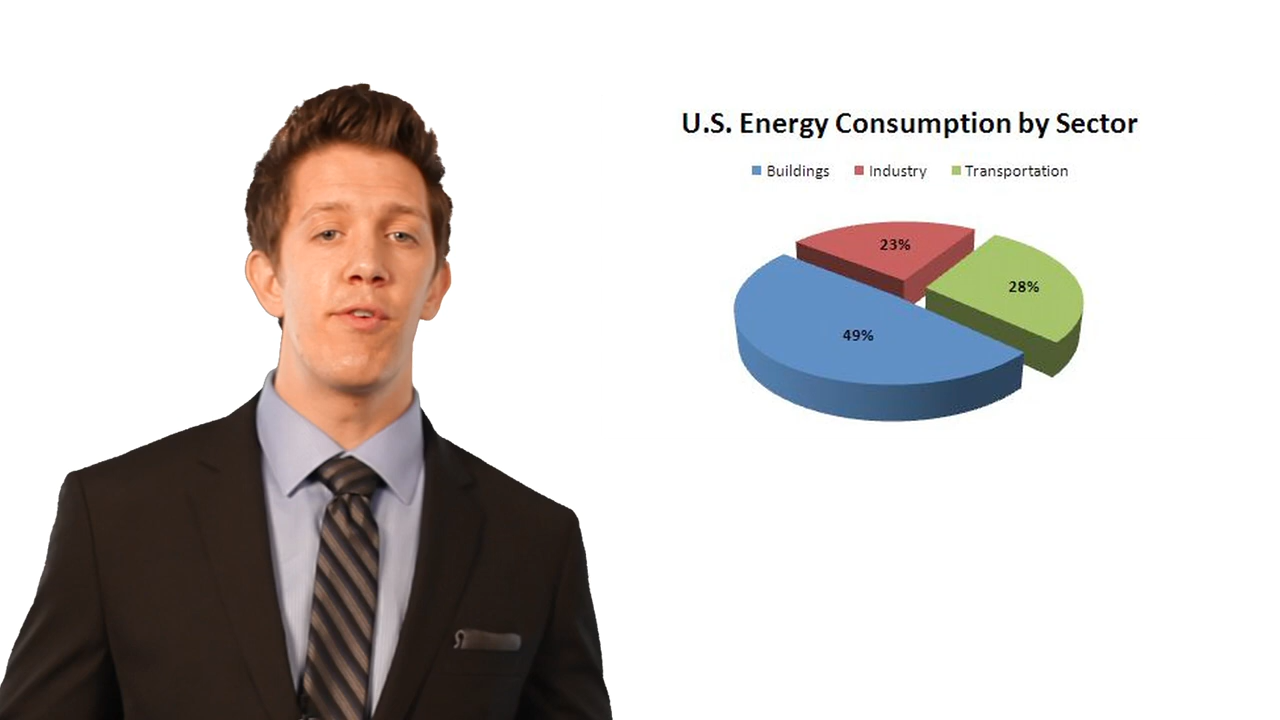 U.S. Energy Consumption by Sector
Buildings Industry Transportation
23%
28%
49%